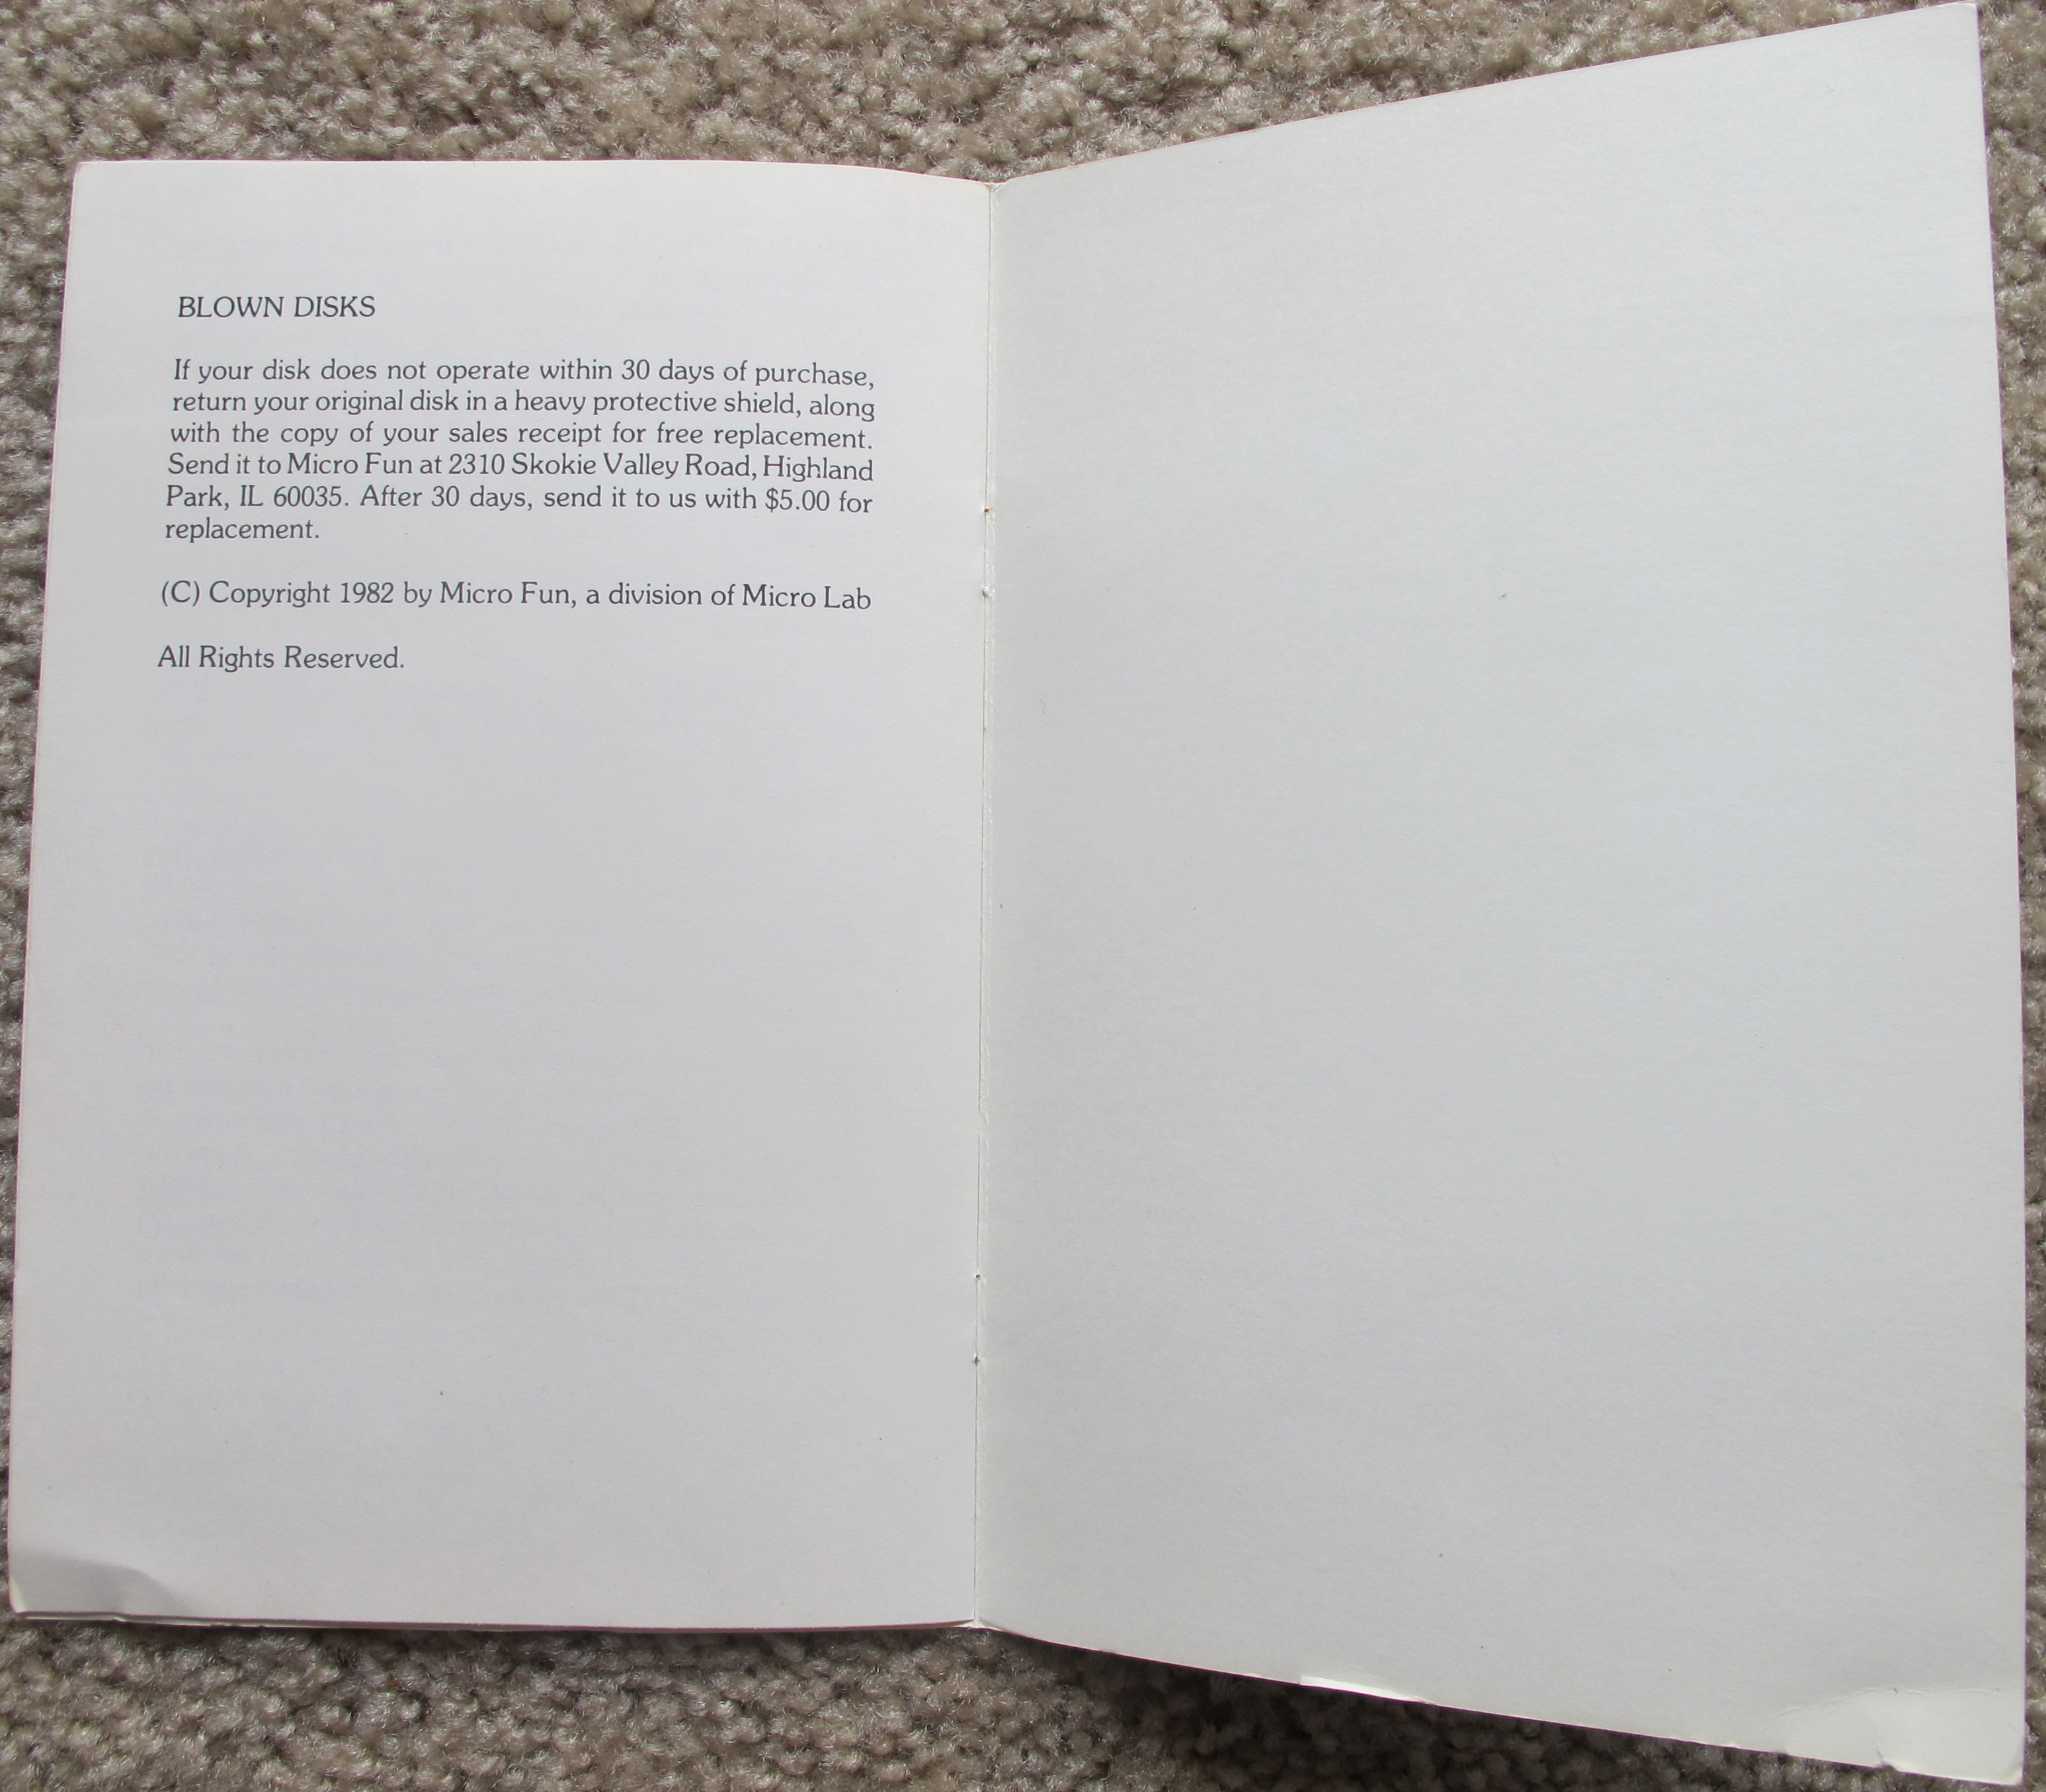 BLOWN DISKS
If your disk does not operate within 30 days of purchase,
return your original disk in a heavy protective shield, along
with the copy of your sales receipt for free replacement.
Send it to Micro Fun at 2310 Skokie Valley Road, Highland
Park, IL 60035. After 30 days, send it to us with $5.00 for
replacement.
(C) Copyright 1982 by Micro Fun, a division of Micro Lab
All Rights Reserved.